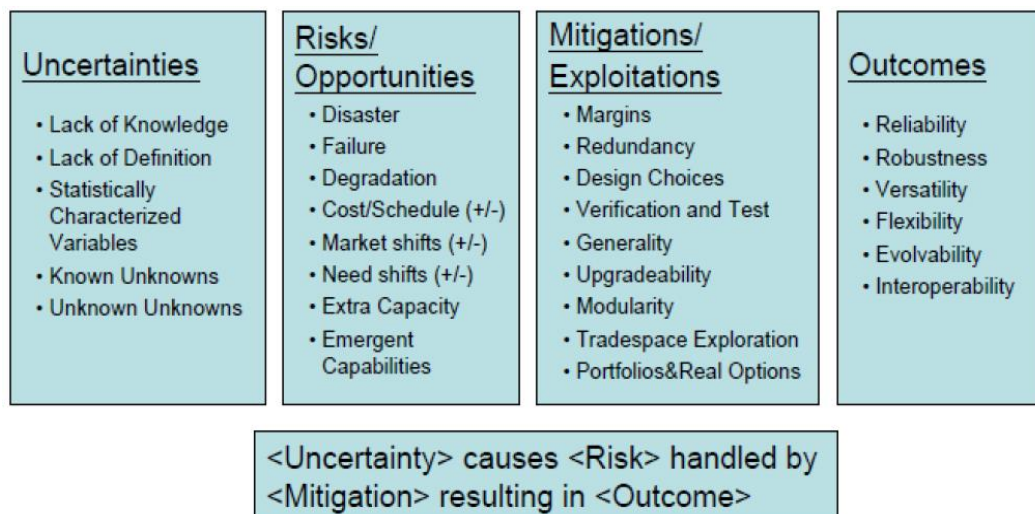 Uncertainties
• Lack of Knowledge
• Lack of Definition
• Statistically
Characterized
Variables
• Known Unknowns
• Unknown Unknowns
Risks/
Opportunities
• Disaster
• Failure
• Degradation
• Cost/Schedule (+/-)
• Market shifts (+/-)
• Need shifts (+/-)
• Extra Capacity
• Emergent
Capabilities
Mitigations/
Exploitations
• Margins
• Redundancy
• Design Choices
• Verification and Test
• Generality
• Upgradeability
• Modularity
• Tradespace Exploration
• Portfolios&Real Options
Outcomes
• Reliability
• Robustness
• Versatility
• Flexibility
• Evolvability
• Interoperability
<Uncertainty> causes <Risk> handled by
<Mitigation> resulting in <Outcome>